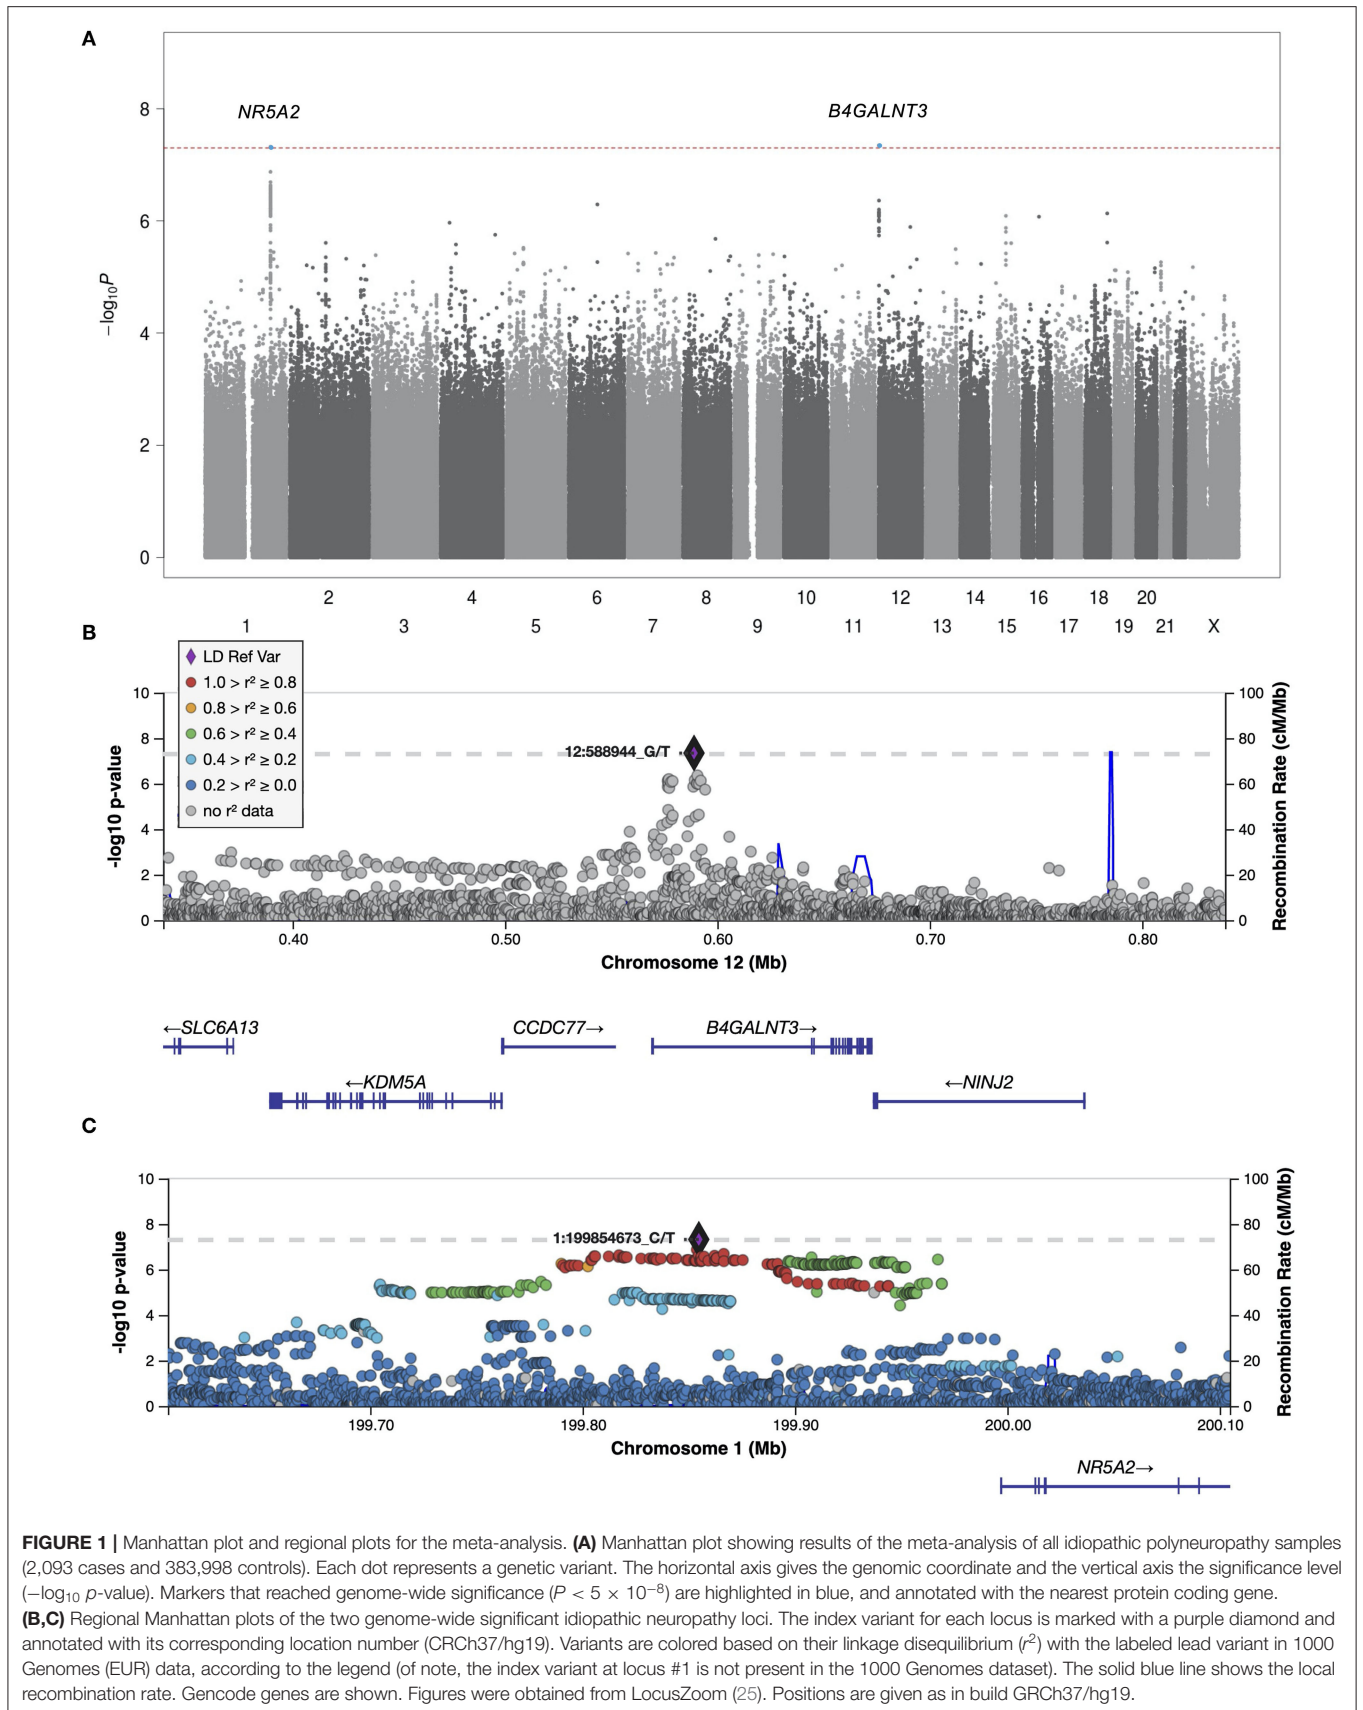 A
NR5A2
B4GALNT3
8
6
4
2
0
−log10P
2 4 6 8 10 12 14 16 18 20
1 3 5 7 9 11 13 15 17 19 21 X
B
LD Ref Var
1.0 > r² ≥ 0.8
0.8 > r² ≥ 0.6
0.6 > r² ≥ 0.4
0.4 > r² ≥ 0.2
0.2 > r² ≥ 0.0
no r² data
10
8
6
4
2
0
-log10 p-value
12:588944_G/T
100
80
60
40
20
0
Recombination Rate (cM/Mb)
0.40 0.50 0.60 0.70 0.80
Chromosome 12 (Mb)
←SLC6A13 CCDC77→ B4GALNT3→
←KDM5A ←NINJ2
C
10
8
6
4
2
0
-log10 p-value
1:199854673_C/T
100
80
60
40
20
0
Recombination Rate (cM/Mb)
199.70 199.80 199.90 200.00 200.10
Chromosome 1 (Mb)
NR5A2→
FIGURE 1 | Manhattan plot and regional plots for the meta-analysis. (A) Manhattan plot showing results of the meta-analysis of all idiopathic polyneuropathy samples
(2,093 cases and 383,998 controls). Each dot represents a genetic variant. The horizontal axis gives the genomic coordinate and the vertical axis the significance level
(−log10 p-value). Markers that reached genome-wide significance (P < 5 × 10−8) are highlighted in blue, and annotated with the nearest protein coding gene.
(B,C) Regional Manhattan plots of the two genome-wide significant idiopathic neuropathy loci. The index variant for each locus is marked with a purple diamond and
annotated with its corresponding location number (CRCh37/hg19). Variants are colored based on their linkage disequilibrium (r2) with the labeled lead variant in 1000
Genomes (EUR) data, according to the legend (of note, the index variant at locus #1 is not present in the 1000 Genomes dataset). The solid blue line shows the local
recombination rate. Gencode genes are shown. Figures were obtained from LocusZoom (25). Positions are given as in build GRCh37/hg19.